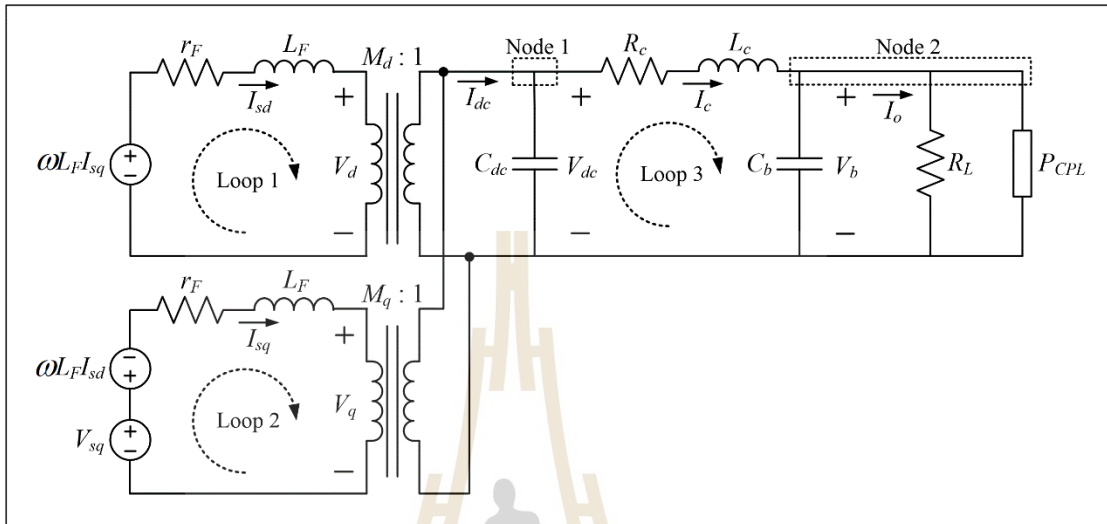 r_F
L_F
M_d : 1
Node 1
R_c
L_c
Node 2
I_sd
I_dc
I_c
I_o
+
+
+
ωL_F I_sq
+
−
Loop 1
V_d
C_dc
V_dc
Loop 3
C_b
V_b
R_L
P_CPL
−
−
−
r_F
L_F
M_q : 1
I_sq
+
ωL_F I_sd
−
+
Loop 2
V_q
V_sq
+
−
−